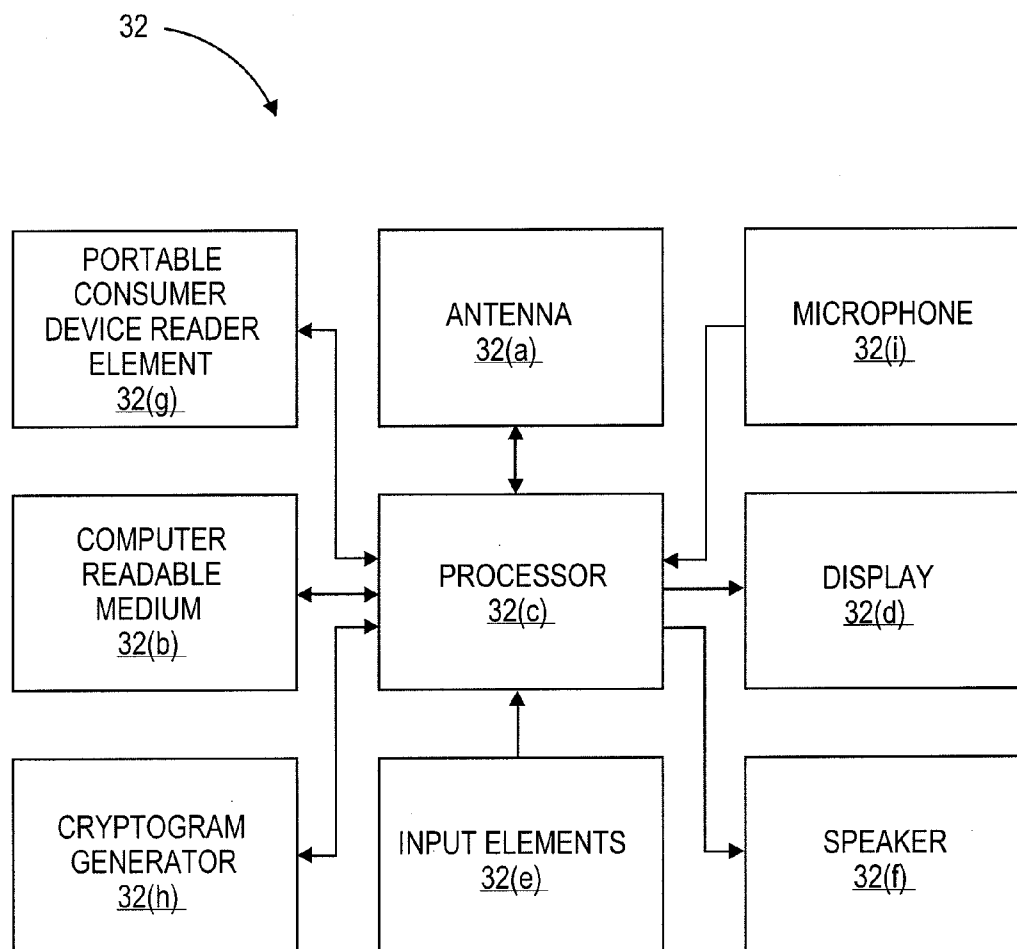 32
PORTABLE
CONSUMER
DEVICE READER
ELEMENT
32(g)
ANTENNA
32(a)
MICROPHONE
32(i)
COMPUTER
READABLE
MEDIUM
32(b)
PROCESSOR
32(c)
DISPLAY
32(d)
CRYPTOGRAM
GENERATOR
32(h)
INPUT ELEMENTS
32(e)
SPEAKER
32(f)